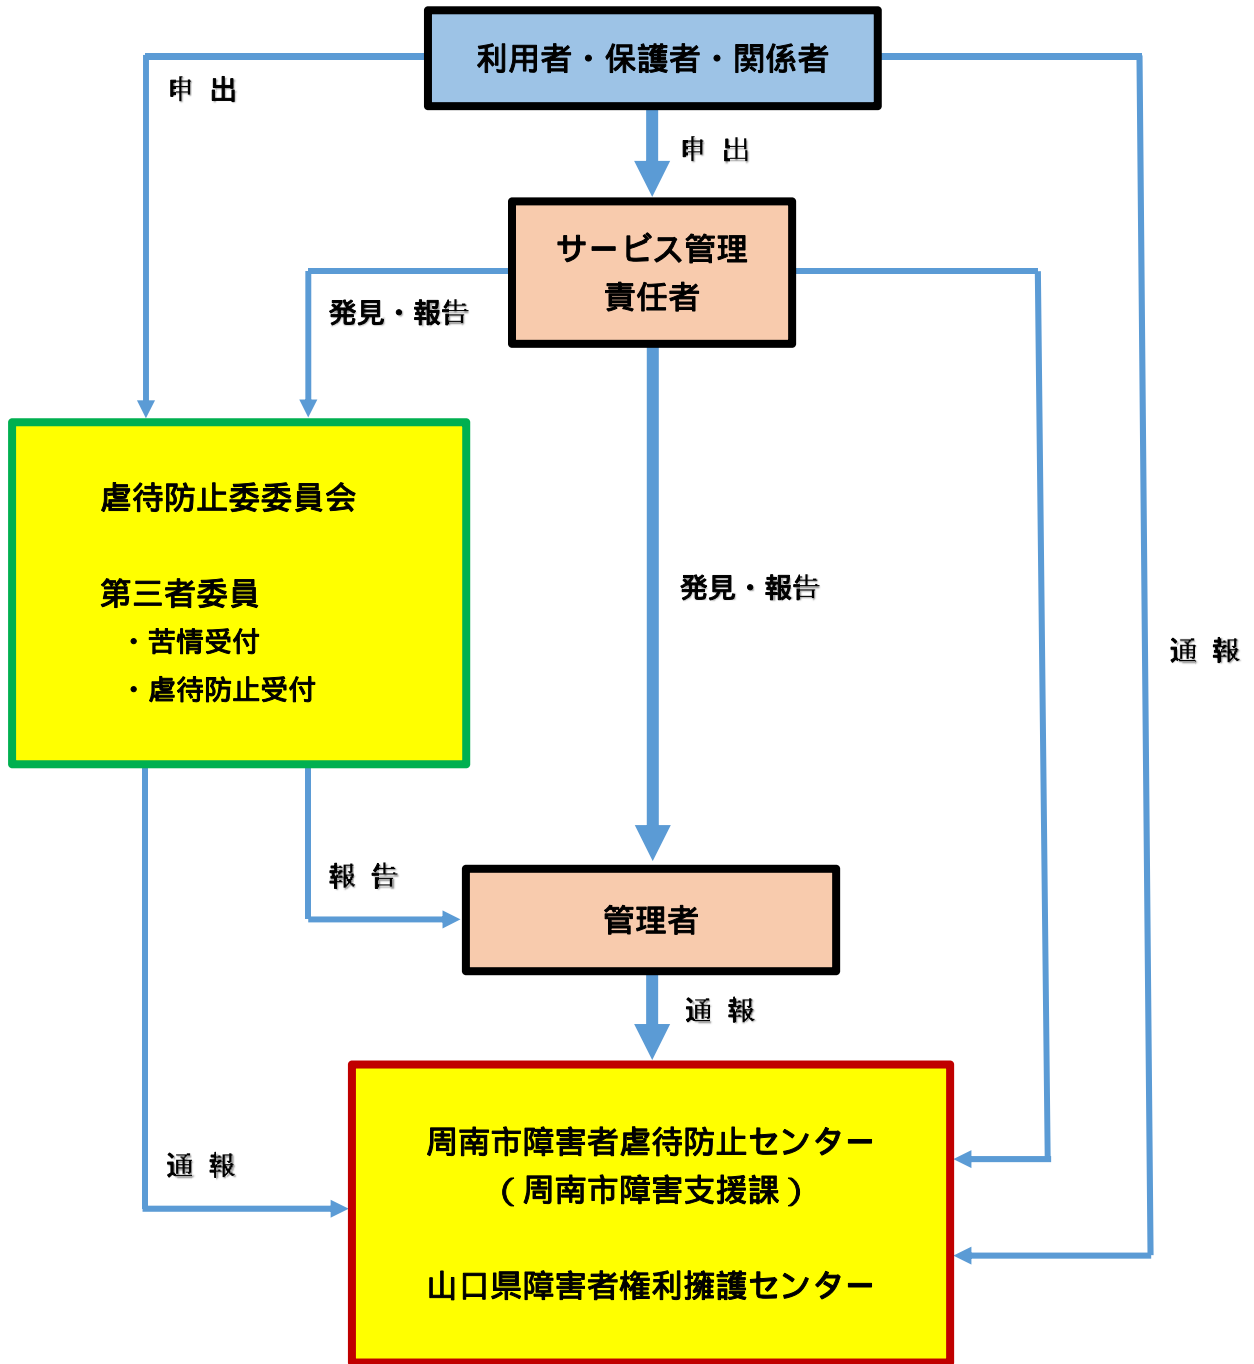 利用者・保護者・関係者
申 出
申 出
サービス管理
責任者
発見・報告
虐待防止委委員会
第三者委員
・苦情受付
・虐待防止受付
発見・報告
通 報
報 告
管理者
通 報
周南市障害者虐待防止センター
（周南市障害支援課）
山口県障害者権利擁護センター
通 報